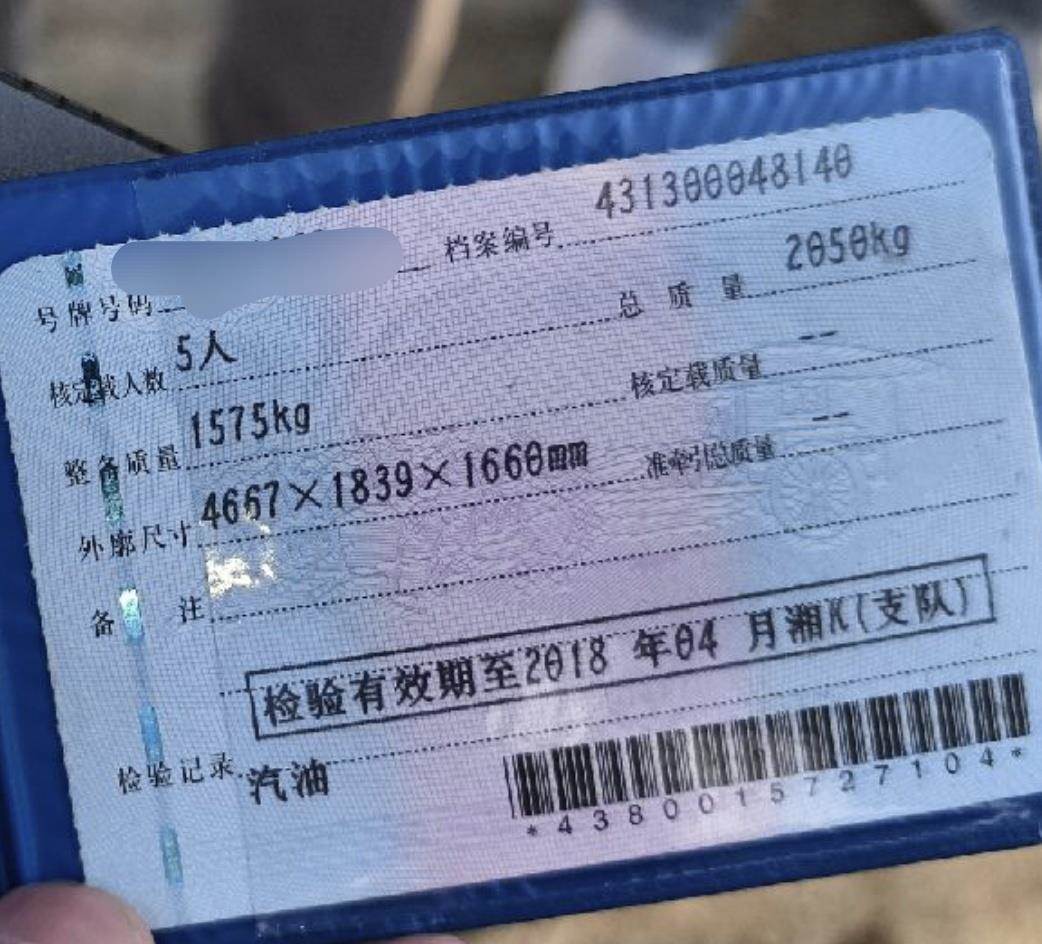 号牌号码 档案编号 431300048140
核定载人数 5人 总质量 2050kg
整备质量 1575kg 核定载质量 --
外廓尺寸 4667×1839×1660mm 准牵引总质量 --
备注
检验有效期至2018年04月湘K(支队)
检验记录 汽油
*4380015727104*